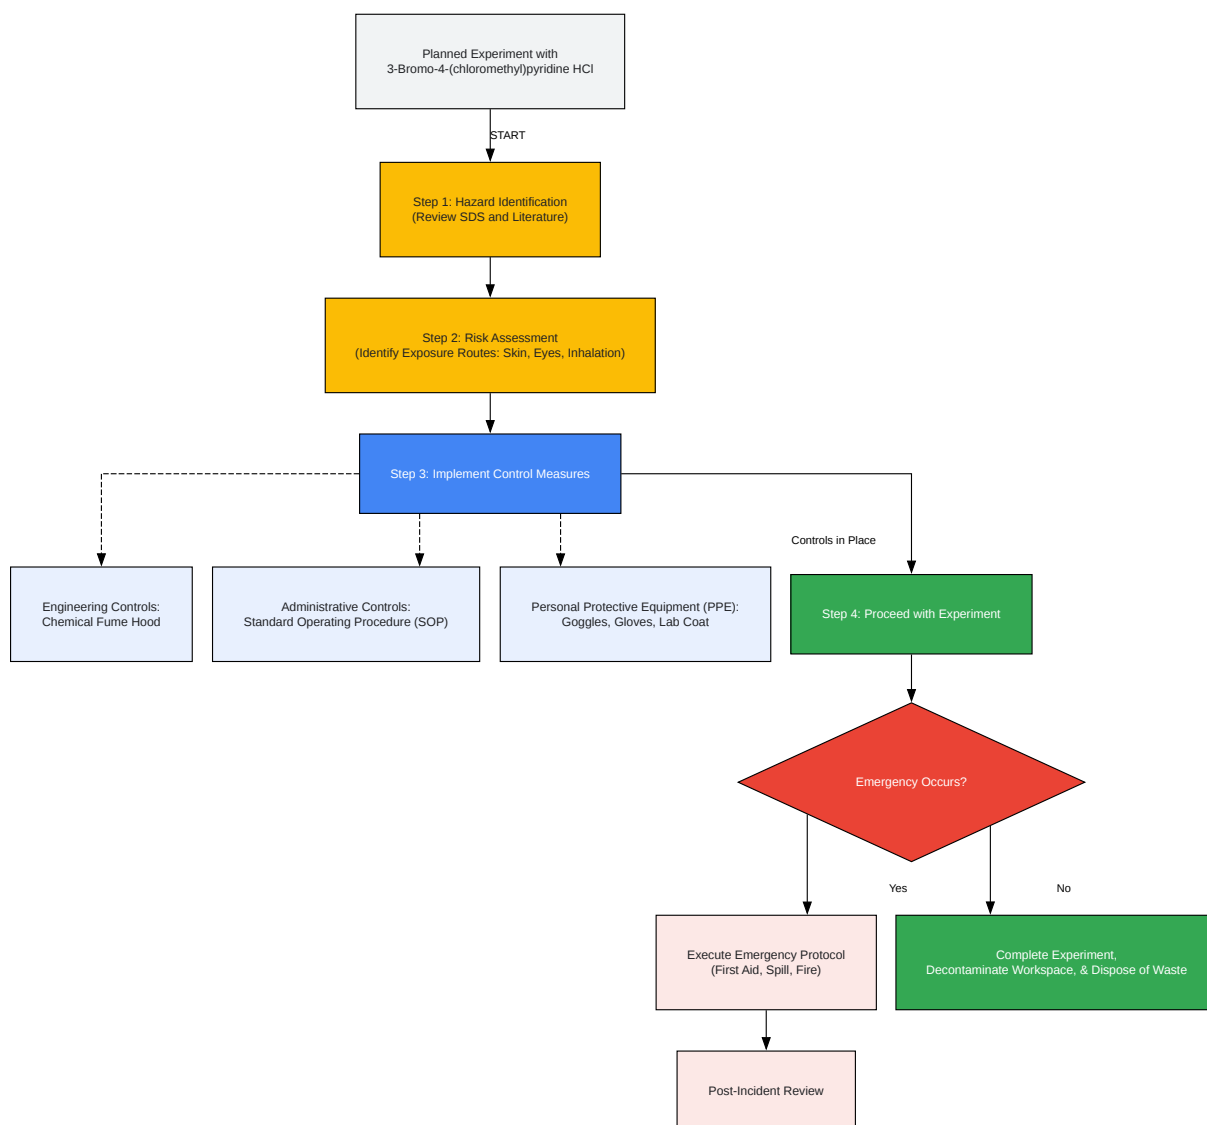 Planned Experiment with
3-Bromo-4-(chloromethyl)pyridine HCl
START
Step 1: Hazard Identification
(Review SDS and Literature)
Step 2: Risk Assessment
(Identify Exposure Routes: Skin, Eyes, Inhalation)
Step 3: Implement Control Measures
Controls in Place
Engineering Controls:
Chemical Fume Hood
Administrative Controls:
Standard Operating Procedure (SOP)
Personal Protective Equipment (PPE):
Goggles, Gloves, Lab Coat
Step 4: Proceed with Experiment
Emergency Occurs?
Yes
No
Execute Emergency Protocol
(First Aid, Spill, Fire)
Complete Experiment,
Decontaminate Workspace, & Dispose of Waste
Post-Incident Review